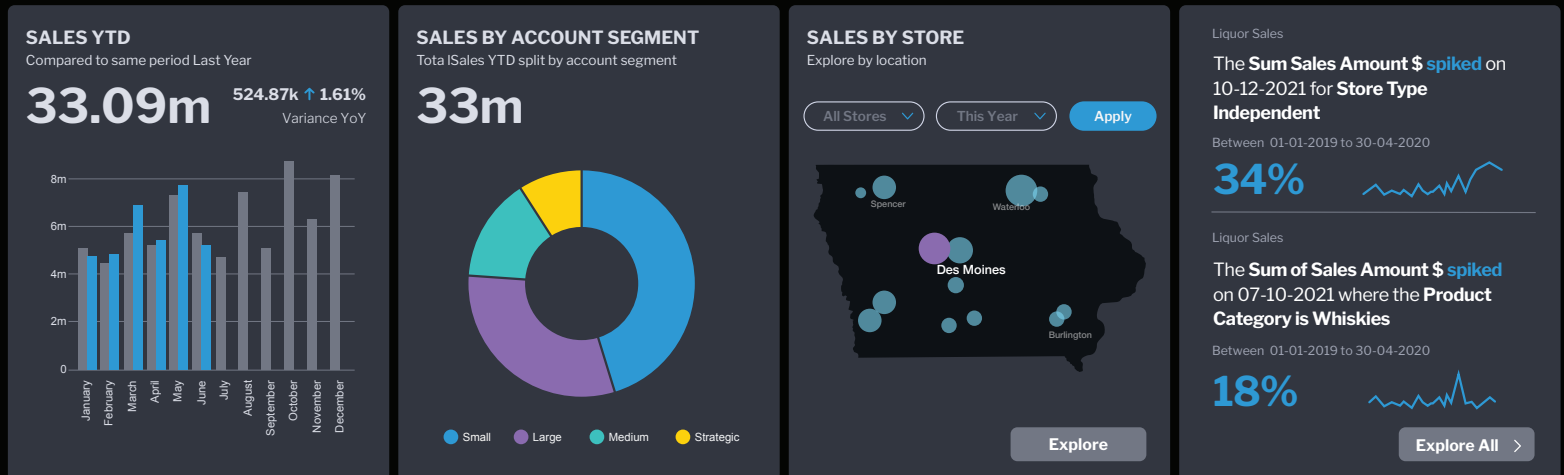 SALES YTD
Compared to same period Last Year
33.09m
524.87k ↑ 1.61%
Variance YoY
8m
6m
4m
2m
0
January
February
March
April
May
June
July
August
September
October
November
December
SALES BY ACCOUNT SEGMENT
Tota lSales YTD split by account segment
33m
Small
Large
Medium
Strategic
SALES BY STORE
Explore by location
All Stores
This Year
Apply
Spencer
Waterloo
Des Moines
Burlington
Explore
Liquor Sales
The Sum Sales Amount $ spiked on
10-12-2021 for Store Type
Independent
Between 01-01-2019 to 30-04-2020
34%
Liquor Sales
The Sum of Sales Amount $ spiked
on 07-10-2021 where the Product
Category is Whiskies
Between 01-01-2019 to 30-04-2020
18%
Explore All >